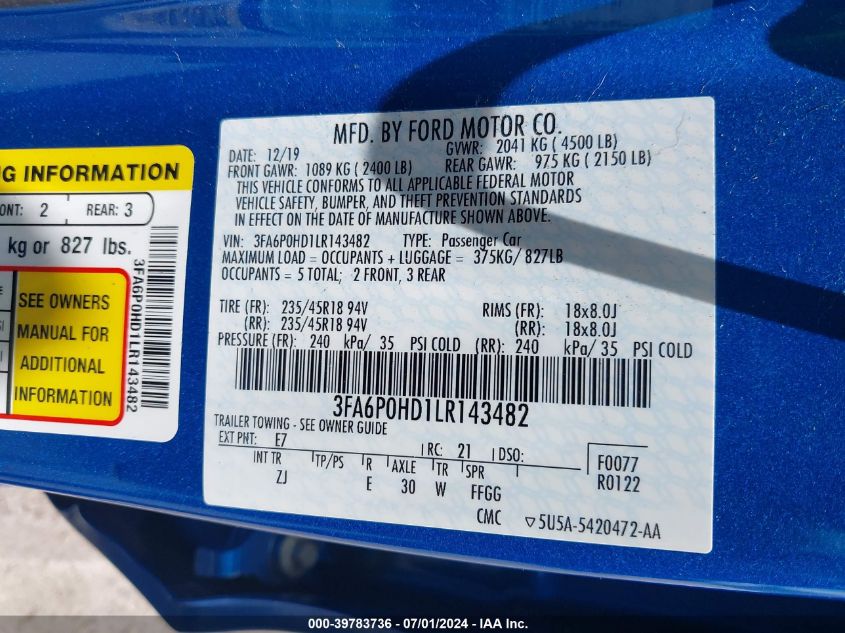 MFD. BY FORD MOTOR CO.
DATE: 12/19 GVWR: 2041 KG ( 4500 LB)
FRONT GAWR: 1089 KG ( 2400 LB) REAR GAWR: 975 KG ( 2150 LB)
THIS VEHICLE CONFORMS TO ALL APPLICABLE FEDERAL MOTOR
VEHICLE SAFETY, BUMPER, AND THEFT PREVENTION STANDARDS
IN EFFECT ON THE DATE OF MANUFACTURE SHOWN ABOVE.
VIN: 3FA6P0HD1LR143482 TYPE: Passenger Car
MAXIMUM LOAD = OCCUPANTS + LUGGAGE = 375KG/ 827LB
OCCUPANTS = 5 TOTAL; 2 FRONT, 3 REAR
TIRE (FR): 235/45R18 94V RIMS (FR): 18x8.0J
(RR): 235/45R18 94V (RR): 18x8.0J
PRESSURE (FR): 240 kPa/ 35 PSI COLD (RR): 240 kPa/ 35 PSI COLD
3FA6P0HD1LR143482
TRAILER TOWING - SEE OWNER GUIDE
EXT PNT: E7 RC: 21 DSO: F0077
INT TR TP/PS R AXLE TR SPR R0122
ZJ E 30 W FFGG
CMC ▽5U5A-5420472-AA
G INFORMATION
ONT: 2 REAR: 3
kg or 827 lbs.
SEE OWNERS
MANUAL FOR
ADDITIONAL
INFORMATION
3FA6P0HD1LR143482
000-39783736 - 07/01/2024 - IAA Inc.